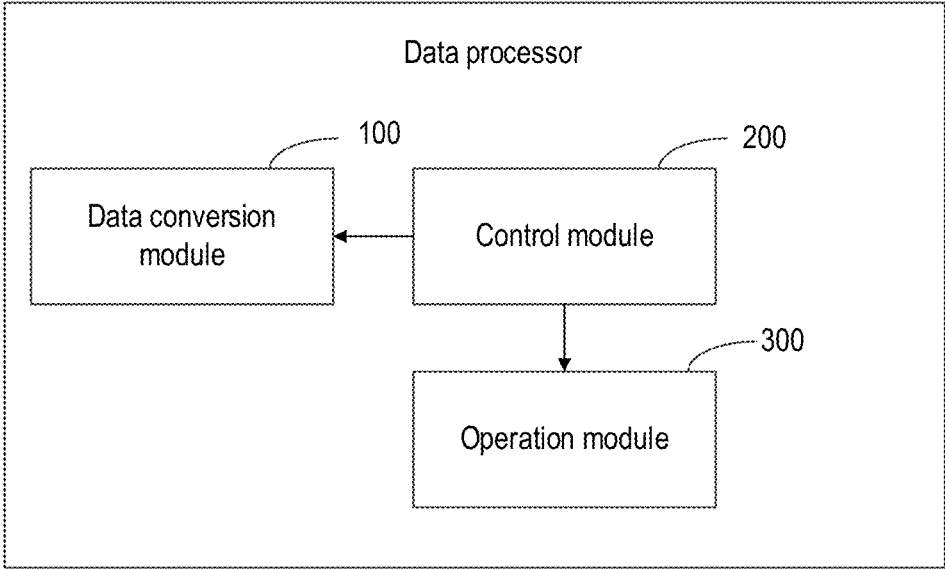 Data processor
100
200
Data conversion
module
Control module
300
Operation module